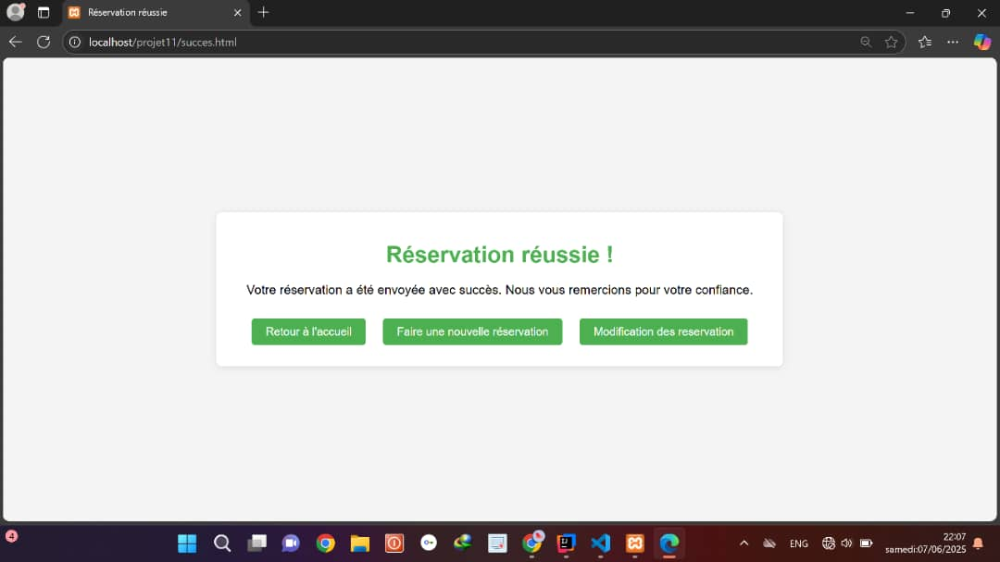 Réservation réussie
localhost/projet11/succes.html
Réservation réussie !
Votre réservation a été envoyée avec succès. Nous vous remercions pour votre confiance.
Retour à l'accueil
Faire une nouvelle réservation
Modification des reservation
4
ENG
22:07
samedi:07/06/2025